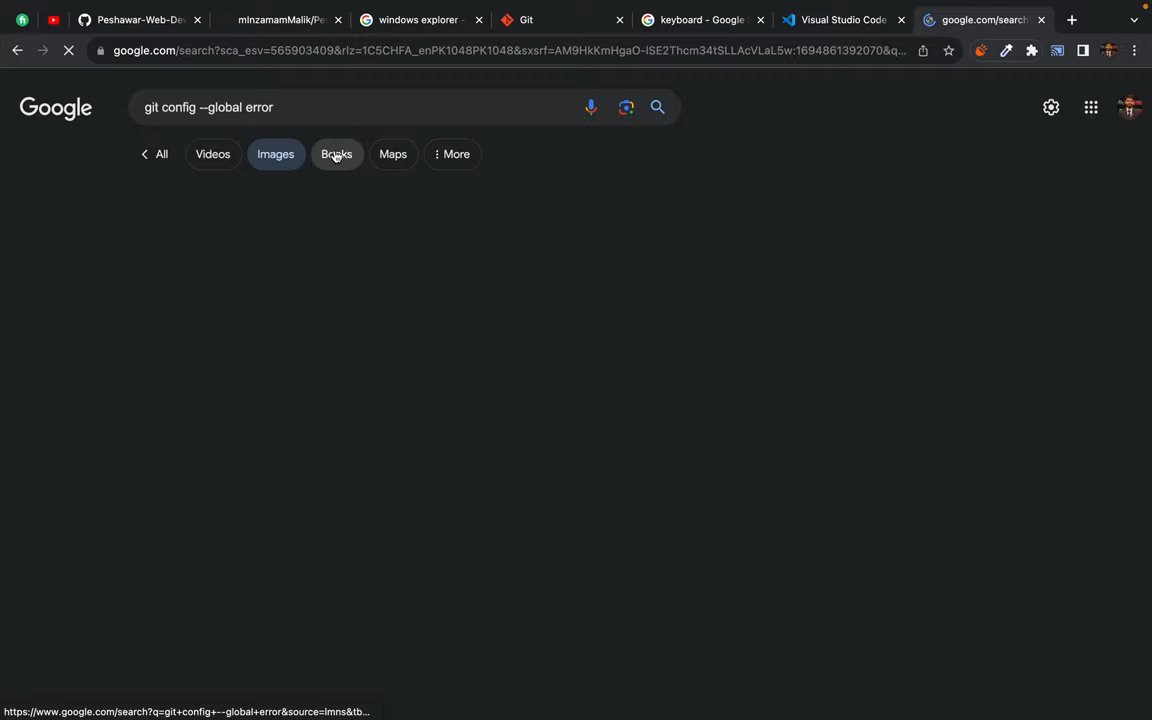 Peshawar-Web-Dev
mInzamamMalik/Pes
windows explorer -
Git
keyboard - Google
Visual Studio Code
google.com/search?
google.com/search?sca_esv=565903409&rlz=1C5CHFA_enPK1048PK1048&sxsrf=AM9HkKmHgaO-ISE2Thcm34tSLLAcVLaL5w:1694861392070&q...
Google
git config --global error
All
Videos
Images
Books
Maps
More
https://www.google.com/search?q=git+config+--global+error&source=lmns&tb...